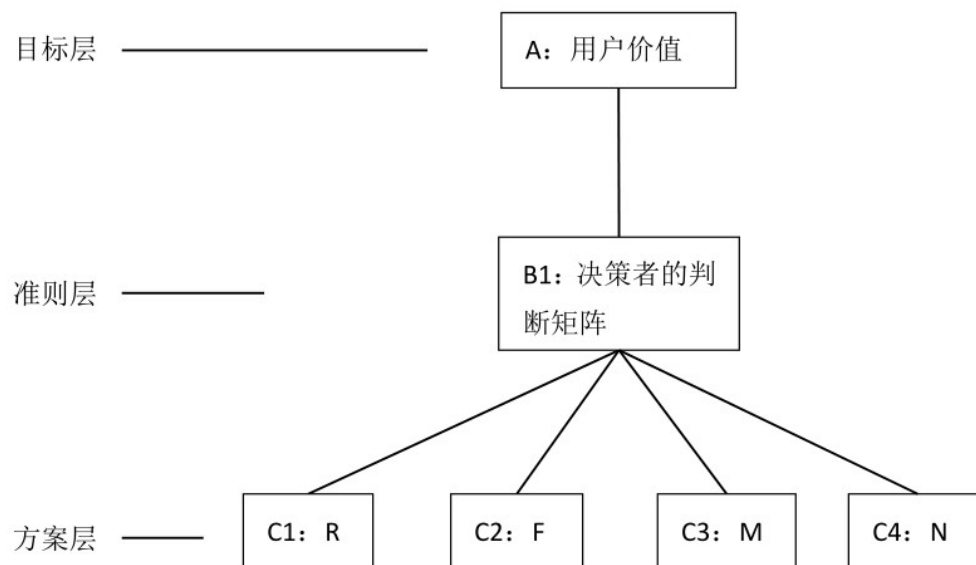 目标层
A：用户价值
准则层
B1：决策者的判
断矩阵
方案层
C1：R
C2：F
C3：M
C4：N